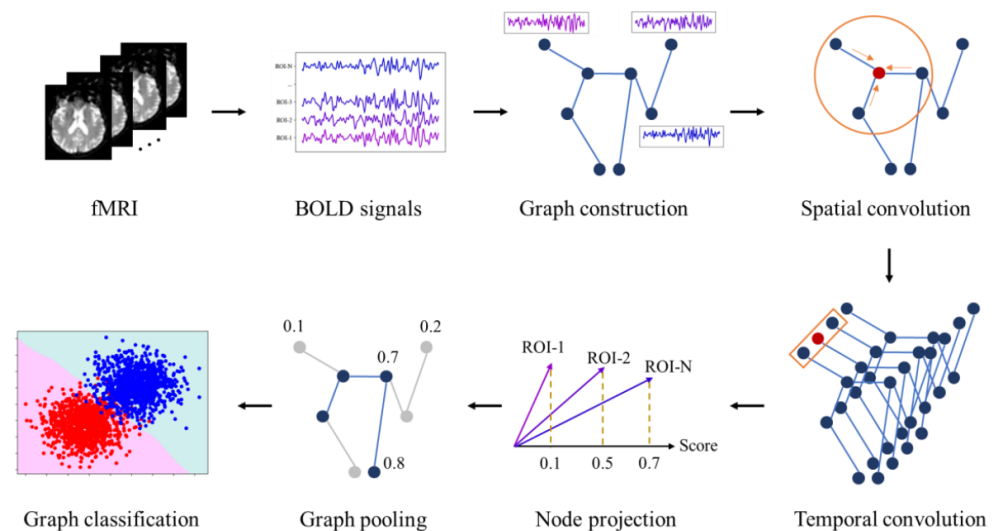 ROI-N
...
ROI-3
ROI-2
ROI-1
fMRI
BOLD signals
Graph construction
Spatial convolution
0.1
0.2
0.7
0.8
ROI-1
ROI-2
ROI-N
Score
0.1
0.5
0.7
Graph classification
Graph pooling
Node projection
Temporal convolution